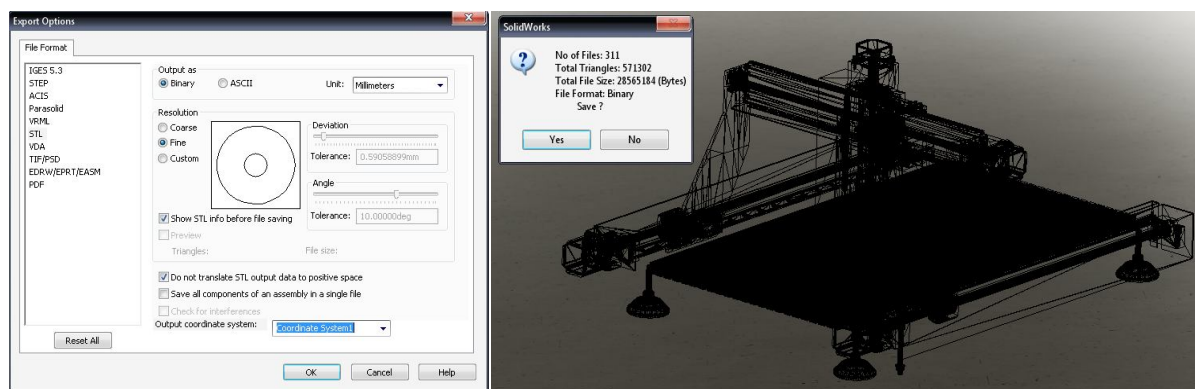 Export Options
File Format
IGES 5.3
STEP
ACIS
Parasolid
VRML
STL
VDA
TIF/PSD
EDRW/EPRT/EASM
PDF
Reset All
Output as
Binary
ASCII
Unit:
Millimeters
Resolution
Coarse
Fine
Custom
Deviation
Tolerance:
0.59058899mm
Angle
Tolerance:
10.00000deg
Show STL info before file saving
Preview
Triangles:
File size:
Do not translate STL output data to positive space
Save all components of an assembly in a single file
Check for interferences
Output coordinate system:
Coordinate System1
OK
Cancel
Help
SolidWorks
No of Files: 311
Total Triangles: 571302
Total File Size: 28565184 (Bytes)
File Format: Binary
Save ?
Yes
No